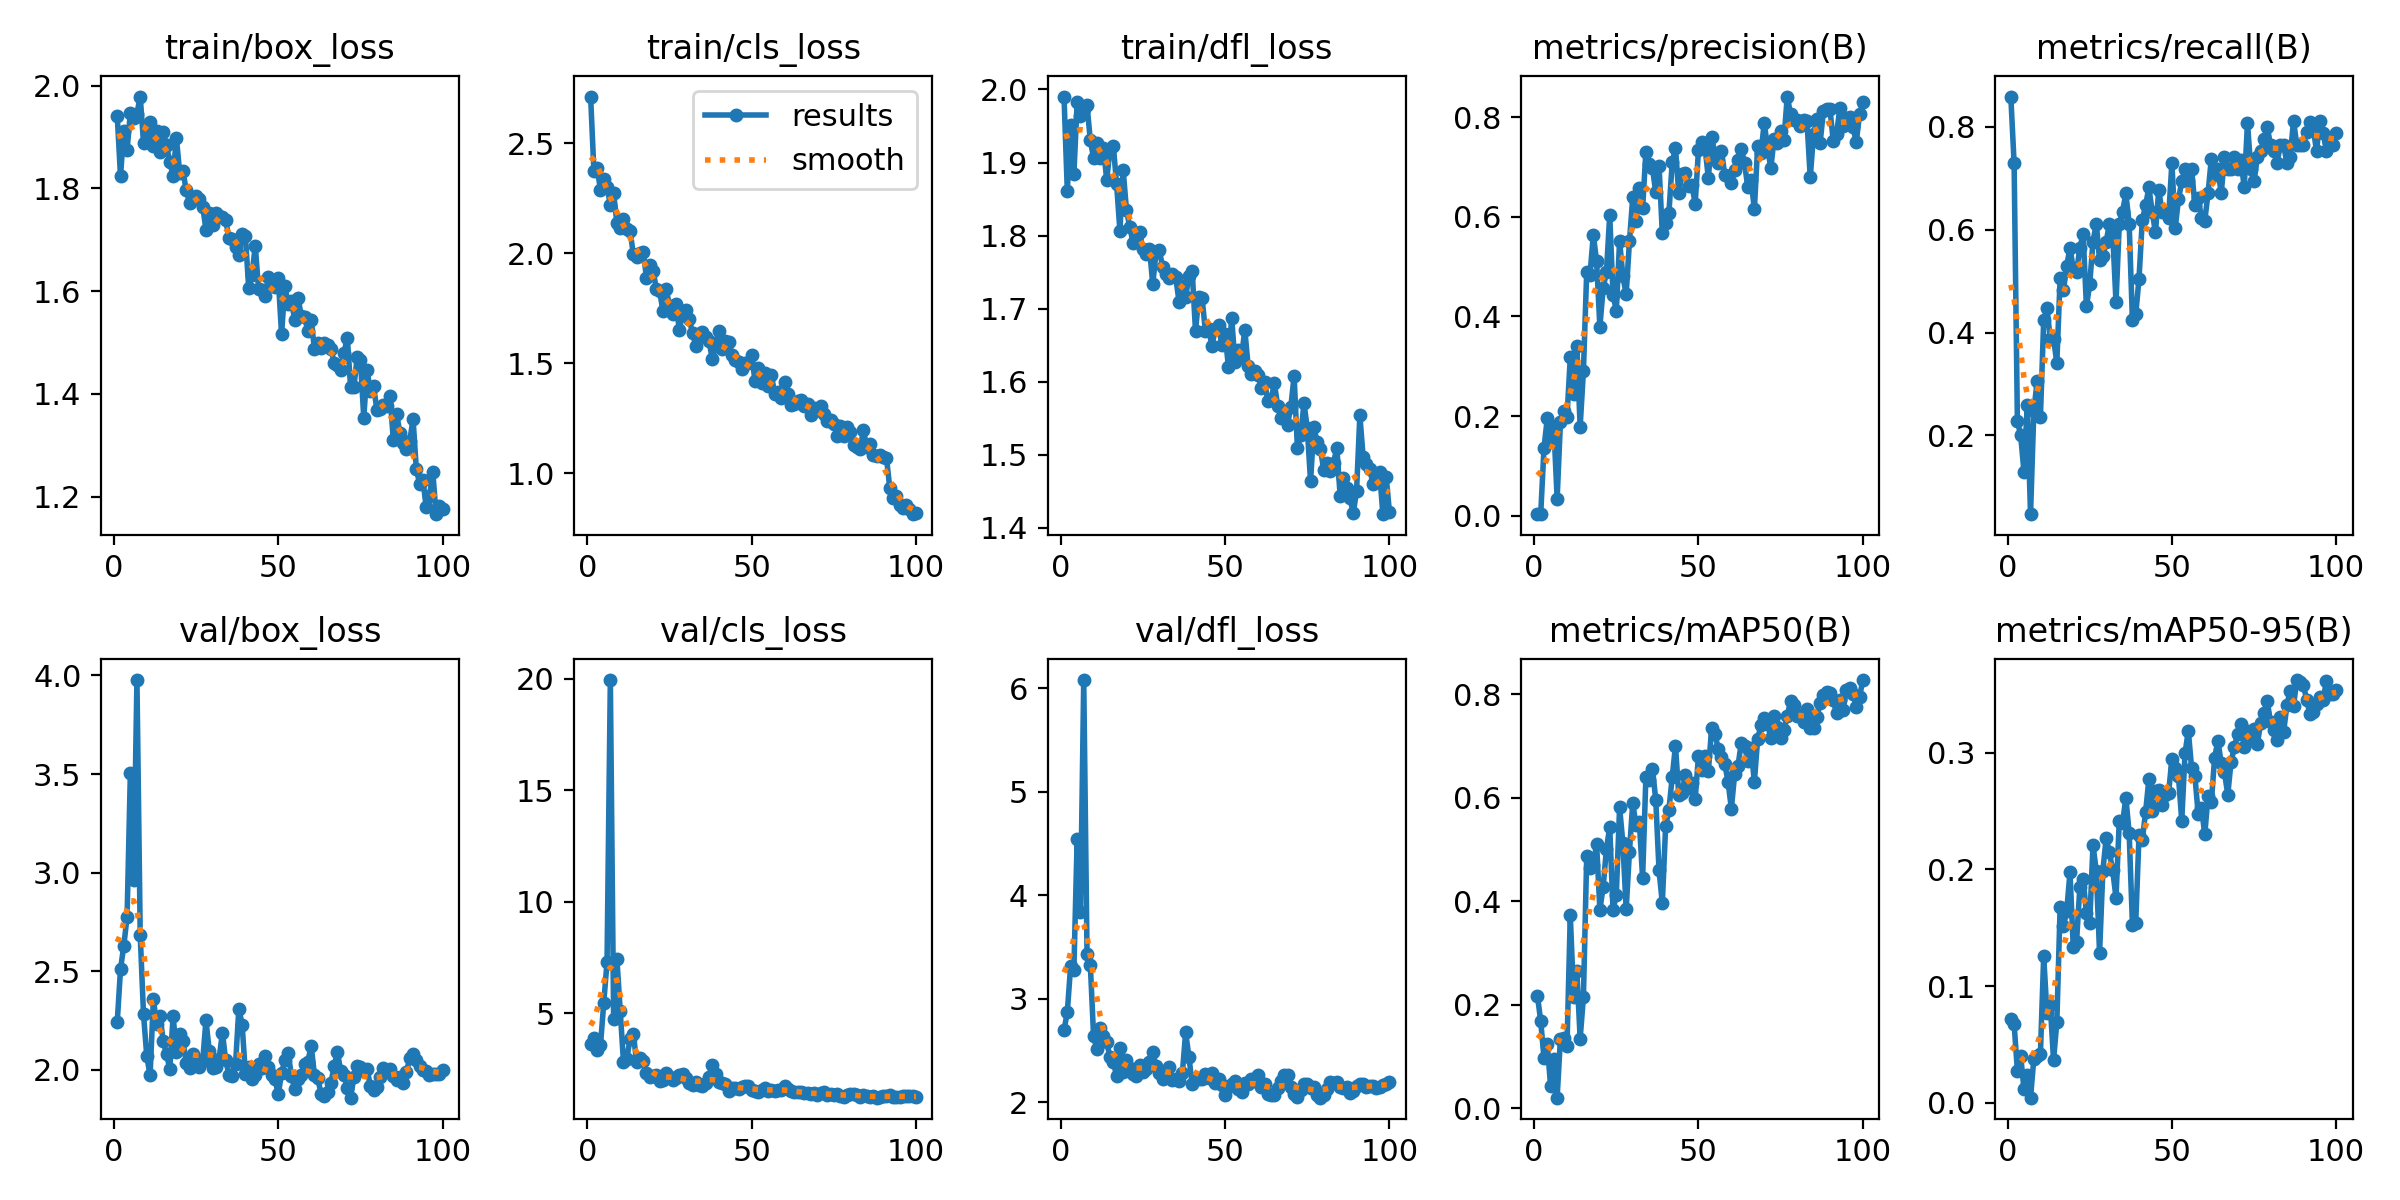 train/box_loss
2.0
1.8
1.6
1.4
1.2
0 50 100
train/cls_loss
results
smooth
2.5
2.0
1.5
1.0
0 50 100
train/dfl_loss
2.0
1.9
1.8
1.7
1.6
1.5
1.4
0 50 100
metrics/precision(B)
0.8
0.6
0.4
0.2
0.0
0 50 100
metrics/recall(B)
0.8
0.6
0.4
0.2
0 50 100
val/box_loss
4.0
3.5
3.0
2.5
2.0
0 50 100
val/cls_loss
20
15
10
5
0 50 100
val/dfl_loss
6
5
4
3
2
0 50 100
metrics/mAP50(B)
0.8
0.6
0.4
0.2
0.0
0 50 100
metrics/mAP50-95(B)
0.3
0.2
0.1
0.0
0 50 100